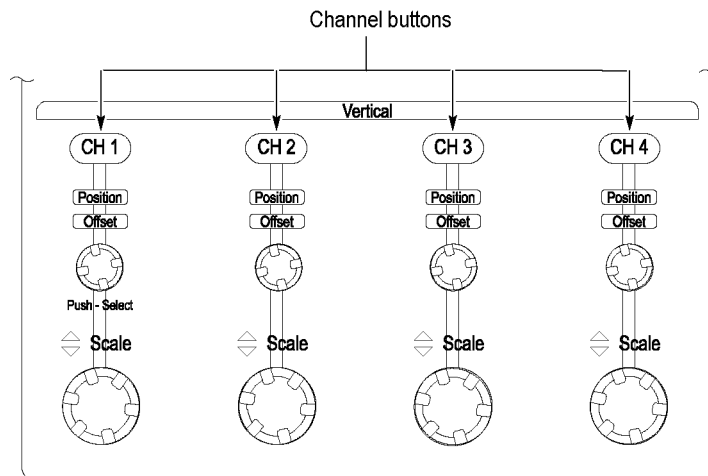 Channel buttons
Vertical
CH 1 CH 2 CH 3 CH 4
Position Position Position Position
Offset Offset Offset Offset
Push - Select
Scale Scale Scale Scale